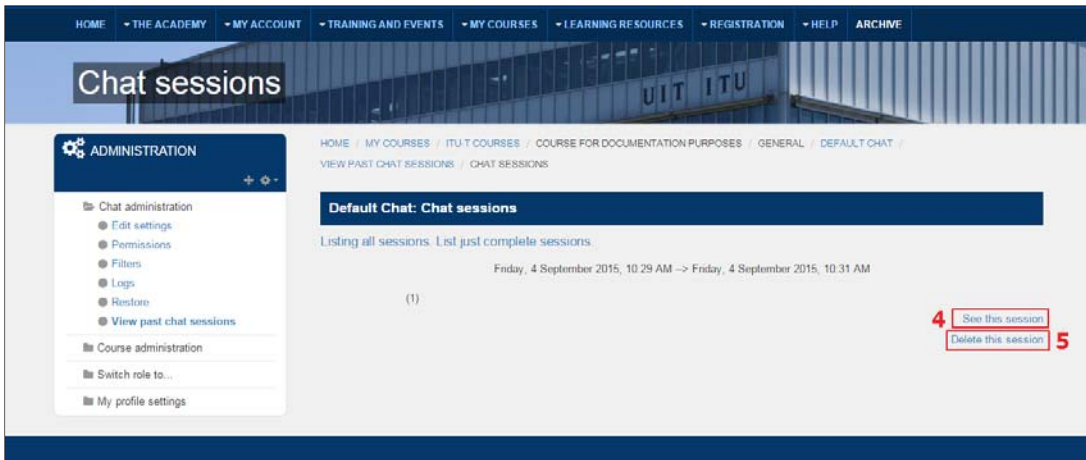 HOME THE ACADEMY MY ACCOUNT TRAINING AND EVENTS MY COURSES LEARNING RESOURCES REGISTRATION HELP ARCHIVE
Chat sessions
UIT ITU
ADMINISTRATION
Chat administration
Edit settings
Permissions
Filters
Logs
Restore
View past chat sessions
Course administration
Switch role to...
My profile settings
HOME / MY COURSES / ITU-T COURSES / COURSE FOR DOCUMENTATION PURPOSES / GENERAL / DEFAULT CHAT /
VIEW PAST CHAT SESSIONS / CHAT SESSIONS
Default Chat: Chat sessions
Listing all sessions. List just complete sessions.
Friday, 4 September 2015, 10:29 AM --> Friday, 4 September 2015, 10:31 AM
(1)
4 See this session
Delete this session 5